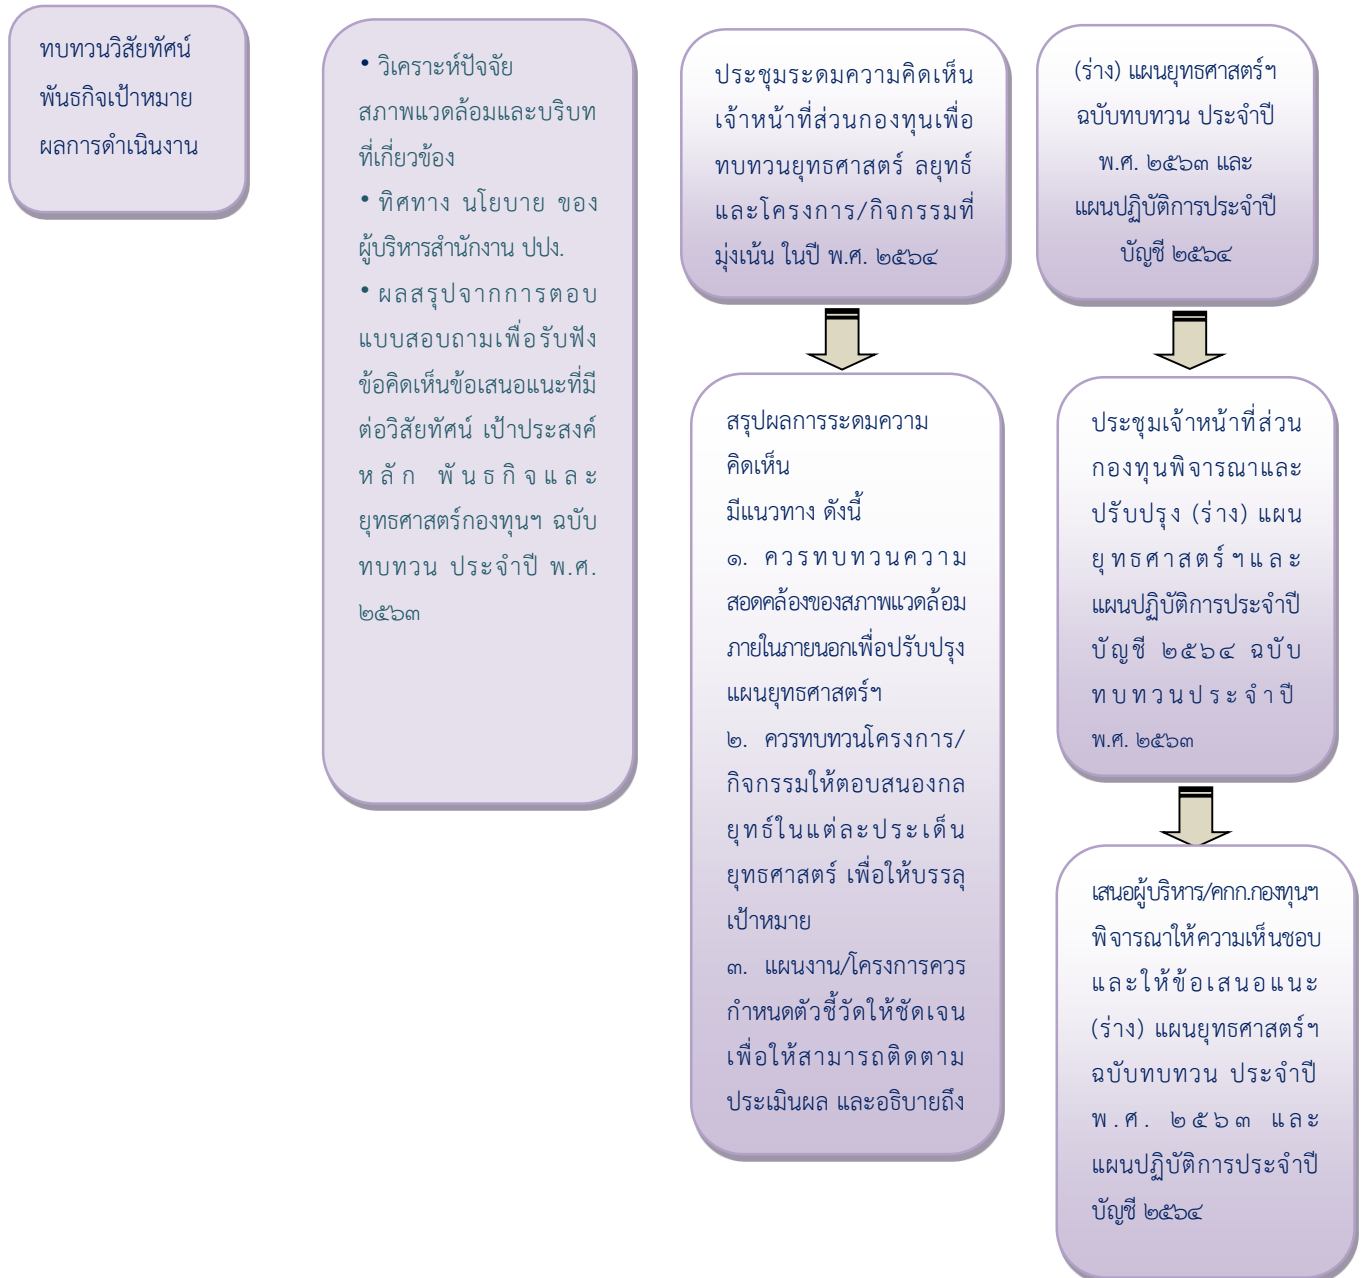 ทบทวนวิสัยทัศน์
พันธกิจเป้าหมาย
ผลการดำเนินงาน
• วิเคราะห์ปัจจัย
สภาพแวดล้อมและบริบท
ที่เกี่ยวข้อง
• ทิศทาง นโยบาย ของ
ผู้บริหารสำนักงาน ปปง.
• ผลสรุปจากการตอบ
แบบสอบถามเพื่อรับฟัง
ข้อคิดเห็นข้อเสนอแนะที่มี
ต่อวิสัยทัศน์ เป้าประสงค์
หลัก พันธกิจและ
ยุทธศาสตร์กองทุนฯ ฉบับ
ทบทวน ประจำปี พ.ศ.
๒๕๖๓
ประชุมระดมความคิดเห็น
เจ้าหน้าที่ส่วนกองทุนเพื่อ
ทบทวนยุทธศาสตร์ ลยุทธ์
และโครงการ/กิจกรรมที่
มุ่งเน้น ในปี พ.ศ. ๒๕๖๔
สรุปผลการระดมความ
คิดเห็น
มีแนวทาง ดังนี้
๑. ควรทบทวนความ
สอดคล้องของสภาพแวดล้อม
ภายในภายนอกเพื่อปรับปรุง
แผนยุทธศาสตร์ฯ
๒. ควรทบทวนโครงการ/
กิจกรรมให้ตอบสนองกล
ยุทธ์ในแต่ละประเด็น
ยุทธศาสตร์ เพื่อให้บรรลุ
เป้าหมาย
๓. แผนงาน/โครงการควร
กำหนดตัวชี้วัดให้ชัดเจน
เพื่อให้สามารถติดตาม
ประเมินผล และอธิบายถึง
(ร่าง) แผนยุทธศาสตร์ฯ
ฉบับทบทวน ประจำปี
พ.ศ. ๒๕๖๓ และ
แผนปฏิบัติการประจำปี
บัญชี ๒๕๖๔
ประชุมเจ้าหน้าที่ส่วน
กองทุนพิจารณาและ
ปรับปรุง (ร่าง) แผน
ยุทธศาสตร์ฯและ
แผนปฏิบัติการประจำปี
บัญชี ๒๕๖๔ ฉบับ
ทบทวนประจำปี
พ.ศ. ๒๕๖๓
เสนอผู้บริหาร/คกก.กองทุนฯ
พิจารณาให้ความเห็นชอบ
และให้ข้อเสนอแนะ
(ร่าง) แผนยุทธศาสตร์ฯ
ฉบับทบทวน ประจำปี
พ.ศ. ๒๕๖๓ และ
แผนปฏิบัติการประจำปี
บัญชี ๒๕๖๔